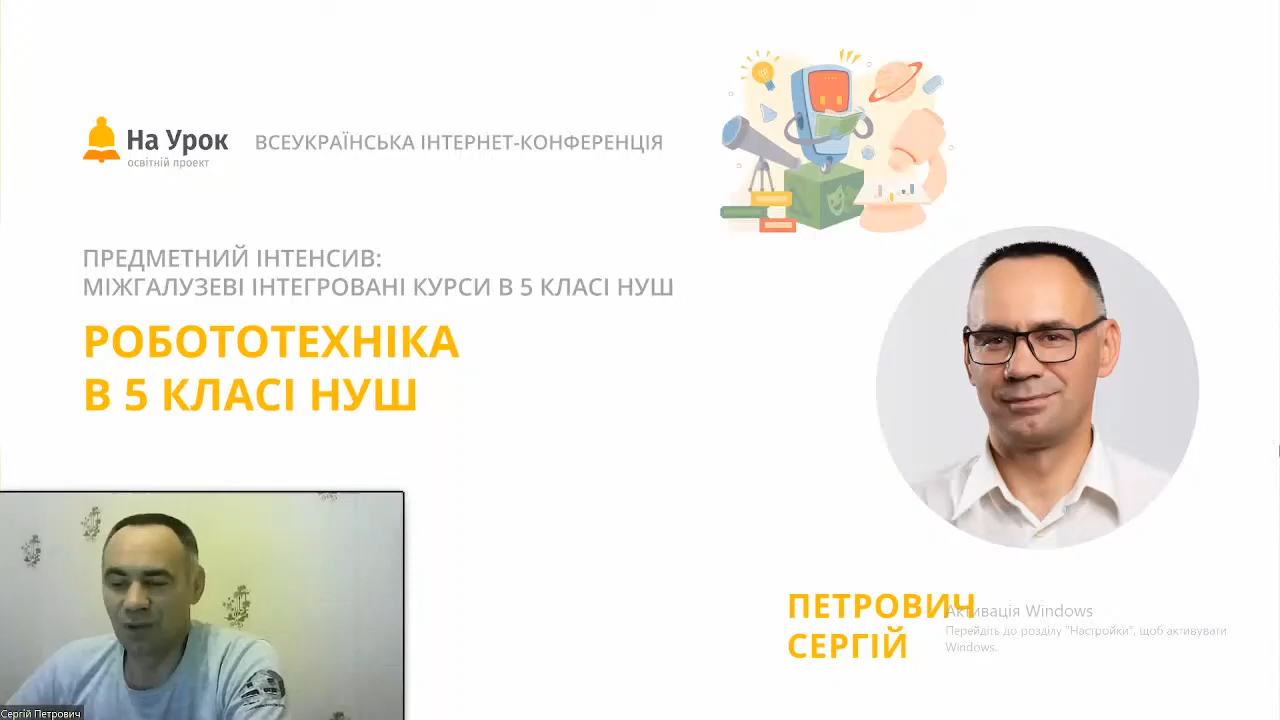 На Урок
освітній проект
ВСЕУКРАЇНСЬКА ІНТЕРНЕТ-КОНФЕРЕНЦІЯ
ПРЕДМЕТНИЙ ІНТЕНСИВ:
МІЖГАЛУЗЕВІ ІНТЕГРОВАНІ КУРСИ В 5 КЛАСІ НУШ
РОБОТОТЕХНІКА
В 5 КЛАСІ НУШ
ПЕТРОВИЧ
СЕРГІЙ
Активація Windows
Перейдіть до розділу "Настройки", щоб активувати
Windows.
Сергій Петрович